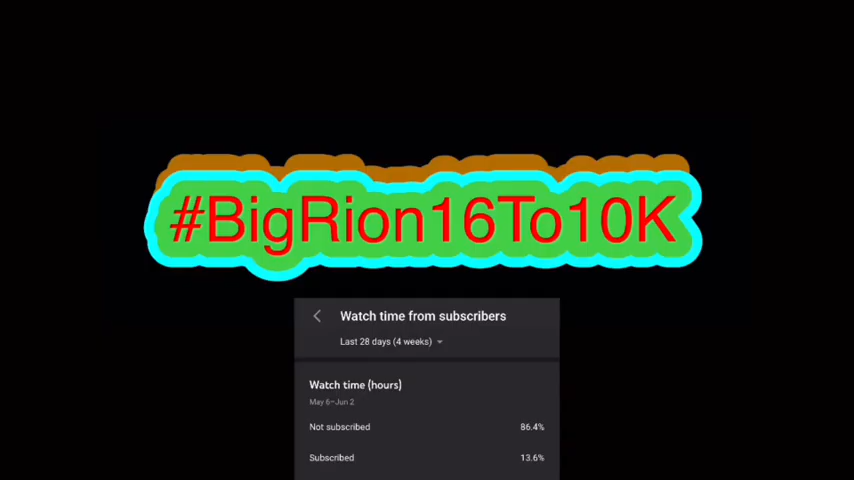 #BigRion16To10K
Watch time from subscribers
Last 28 days (4 weeks)
Watch time (hours)
May 6–Jun 2
Not subscribed 86.4%
Subscribed 13.6%